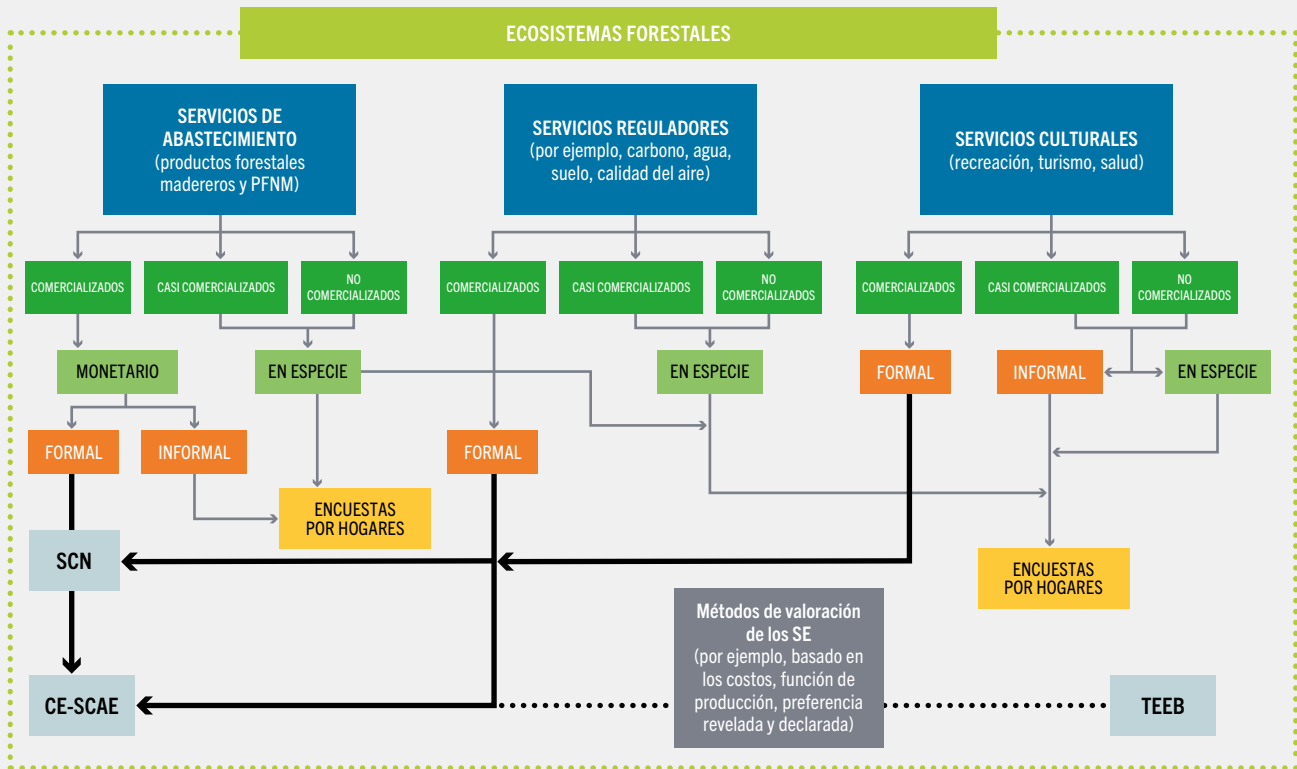 ECOSISTEMAS FORESTALES
SERVICIOS DE
ABASTECIMIENTO
(productos forestales
madereros y PFNM)
SERVICIOS REGULADORES
(por ejemplo, carbono, agua,
suelo, calidad del aire)
SERVICIOS CULTURALES
(recreación, turismo, salud)
COMERCIALIZADOS
CASI COMERCIALIZADOS
NO
COMERCIALIZADOS
COMERCIALIZADOS
CASI COMERCIALIZADOS
NO
COMERCIALIZADOS
COMERCIALIZADOS
CASI COMERCIALIZADOS
NO
COMERCIALIZADOS
MONETARIO
EN ESPECIE
EN ESPECIE
FORMAL
INFORMAL
EN ESPECIE
FORMAL
INFORMAL
FORMAL
ENCUESTAS
POR HOGARES
SCN
ENCUESTAS
POR HOGARES
Métodos de valoración
de los SE
(por ejemplo, basado en
los costos, función de
producción, preferencia
revelada y declarada)
CE-SCAE
TEEB